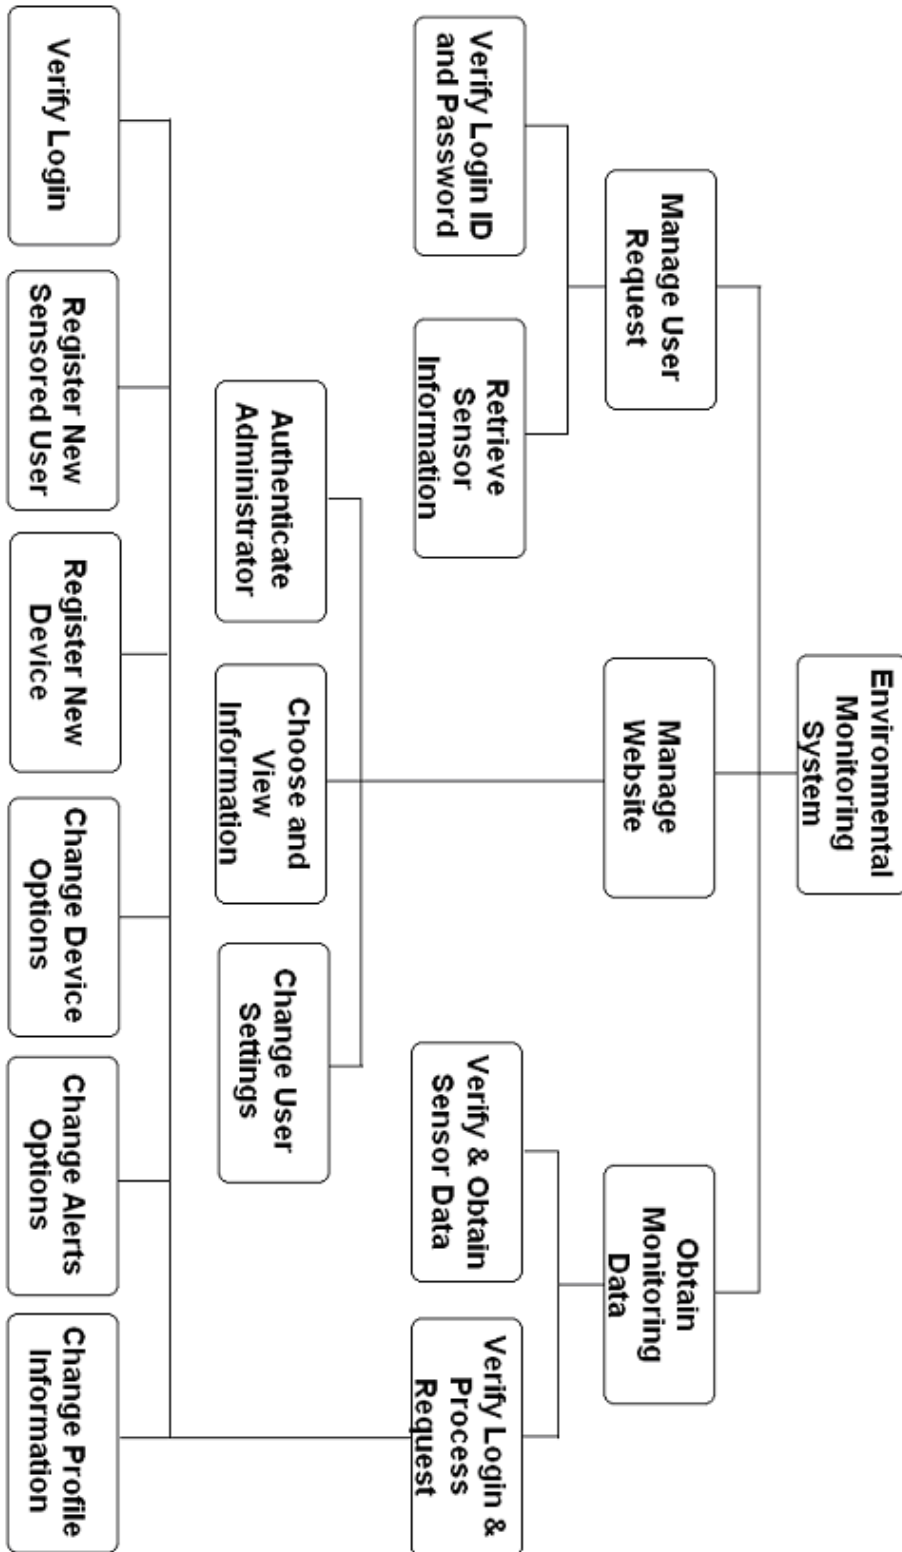 Environmental
Monitoring
System
Manage User
Request
Manage
Website
Obtain
Monitoring
Data
Verify Login ID
and Password
Retrieve
Sensor
Information
Verify & Obtain
Sensor Data
Verify Login &
Process
Request
Authenticate
Administrator
Choose and
View
Information
Change User
Settings
Verify Login
Register New
Sensored User
Register New
Device
Change Device
Options
Change Alerts
Options
Change Profile
Information